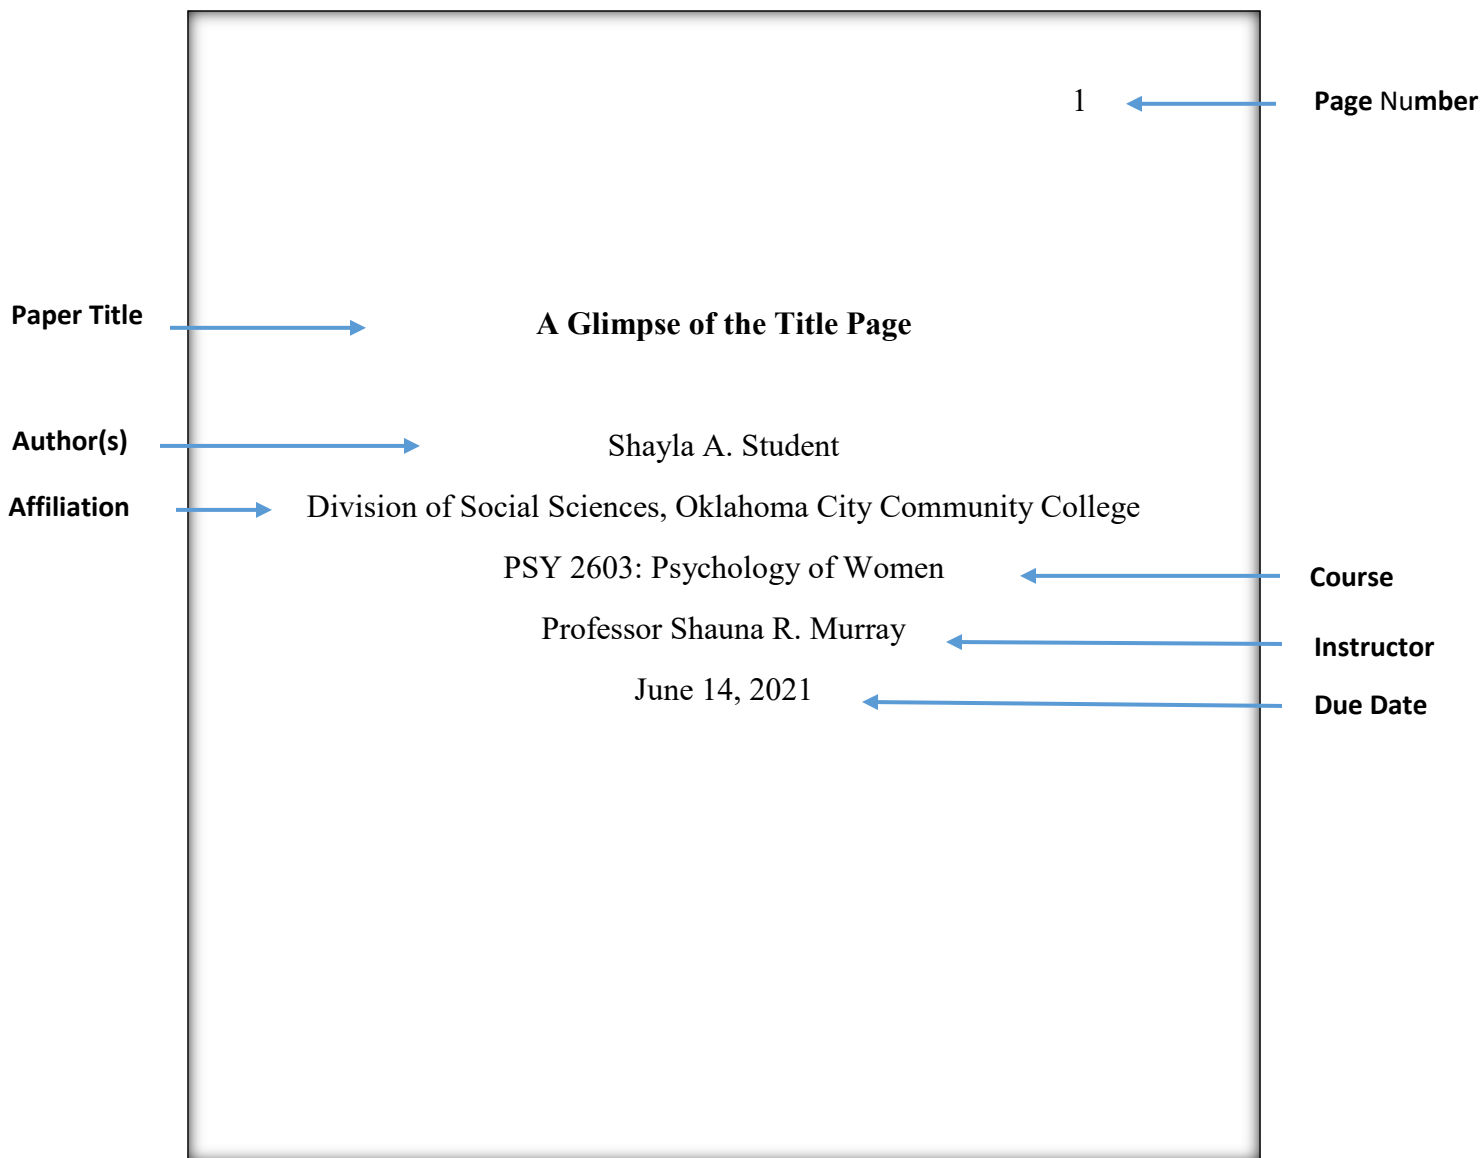 1
Page Number
Paper Title
A Glimpse of the Title Page
Author(s)
Shayla A. Student
Affiliation
Division of Social Sciences, Oklahoma City Community College
PSY 2603: Psychology of Women
Course
Professor Shauna R. Murray
Instructor
June 14, 2021
Due Date